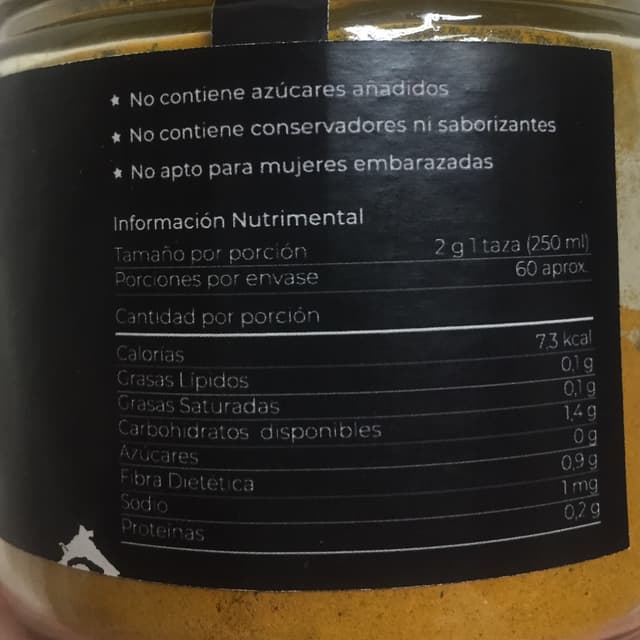 ★ No contiene azúcares añadidos
★ No contiene conservadores ni saborizantes
★ No apto para mujeres embarazadas
Información Nutrimental
Tamaño por porción 2 g 1 taza (250 ml)
Porciones por envase 60 aprox.
Cantidad por porción
Calorías 7.3 kcal
Grasas Lípidos 0,1 g
Grasas Saturadas 0,1 g
Carbohidratos disponibles 1,4 g
Azúcares 0 g
Fibra Dietética 0,9 g
Sodio 1 mg
Proteínas 0,2 g